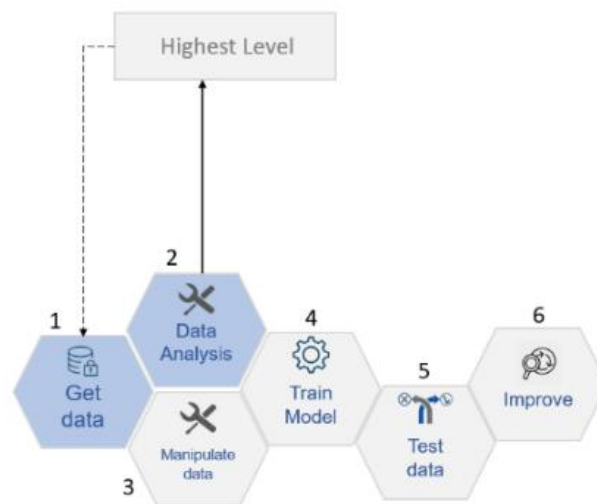 Highest Level
1
Get
data
2
Data
Analysis
3
Manipulate
data
4
Train
Model
5
Test
data
6
Improve